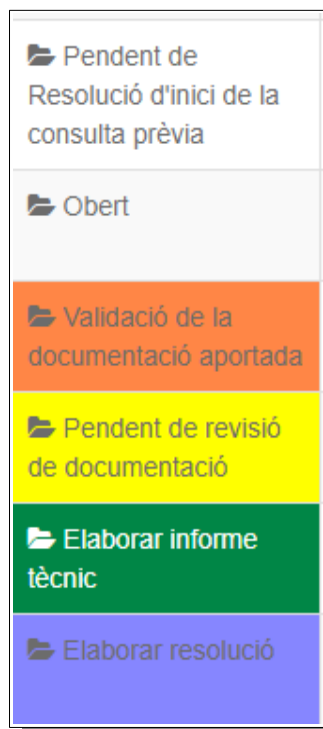 Pendent de
Resolució d'inici de la
consulta prèvia
Obert
Validació de la
documentació aportada
Pendent de revisió
de documentació
Elaborar informe
tècnic
Elaborar resolució